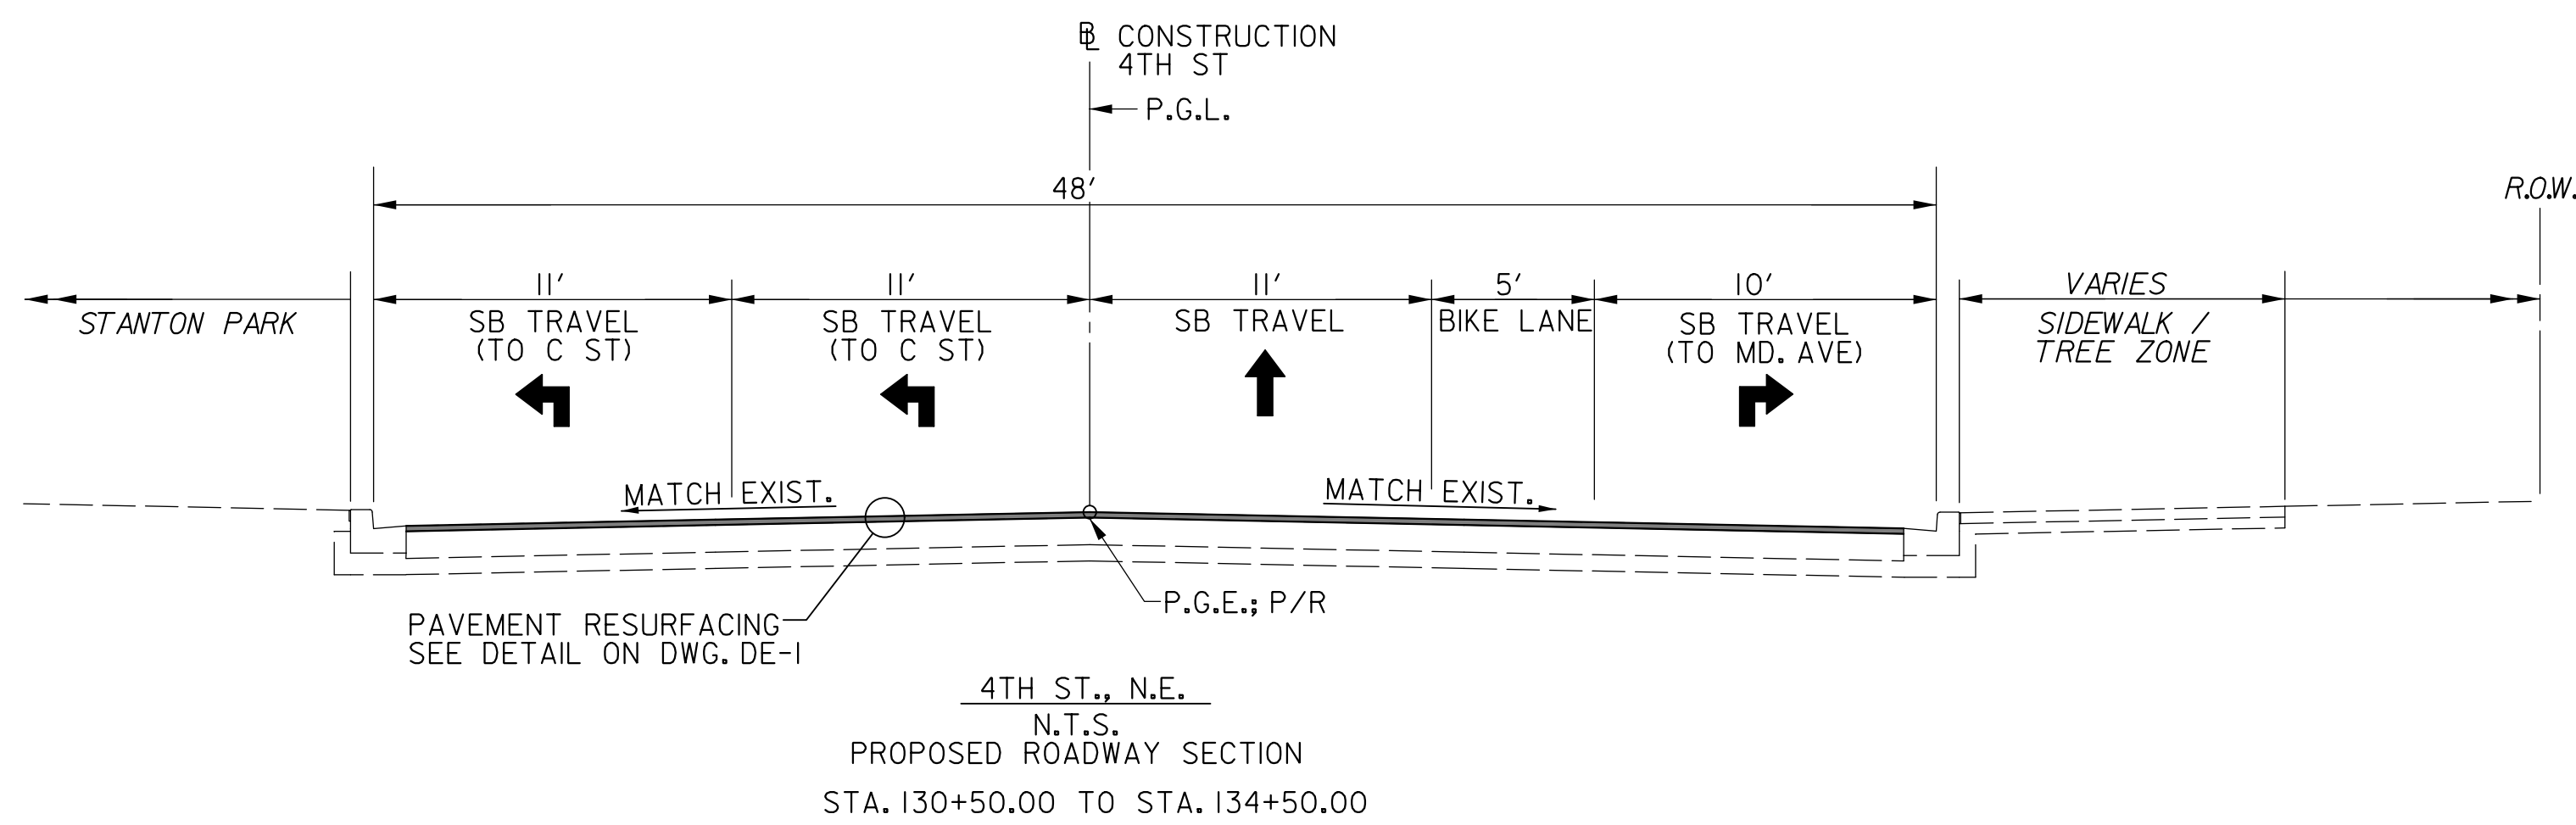 BL CONSTRUCTION
4TH ST
P.G.L.
48'
R.O.W.
11'
11'
11'
5'
10'
VARIES
STANTON PARK
SB TRAVEL
(TO C ST)
SB TRAVEL
(TO C ST)
SB TRAVEL
BIKE LANE
SB TRAVEL
(TO MD. AVE)
SIDEWALK /
TREE ZONE
MATCH EXIST.
MATCH EXIST.
P.G.E.; P/R
PAVEMENT RESURFACING
SEE DETAIL ON DWG. DE-1
4TH ST., N.E.
N.T.S.
PROPOSED ROADWAY SECTION
STA. 130+50.00 TO STA. 134+50.00